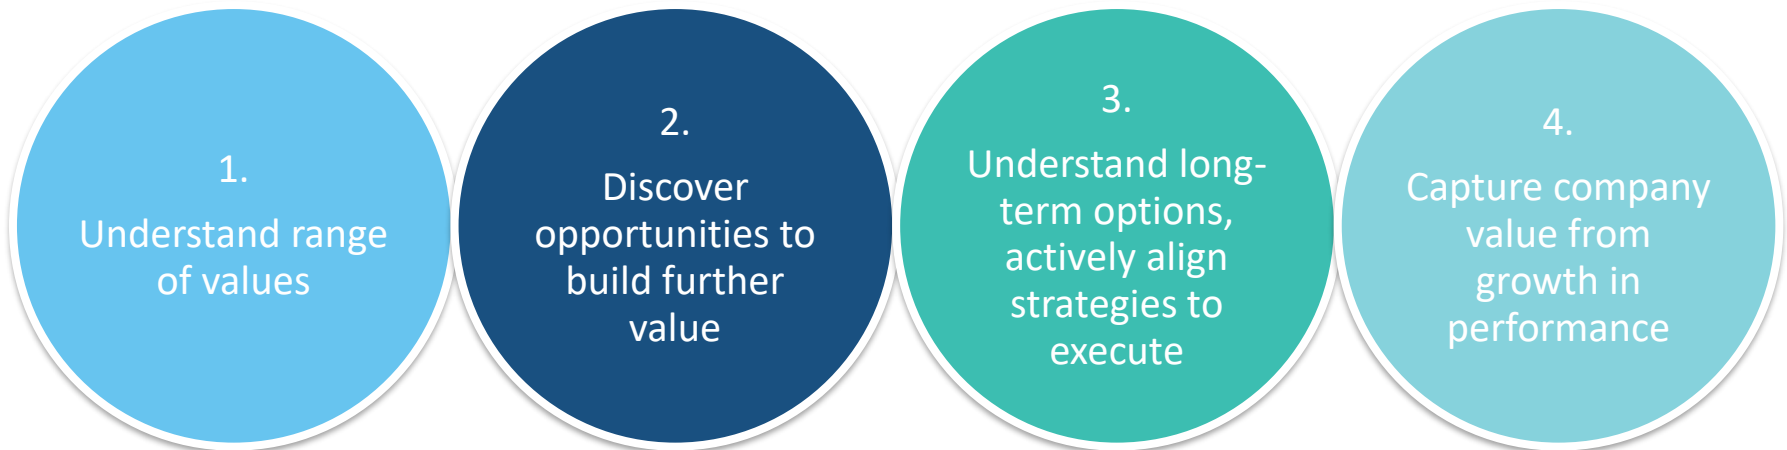 1.
Understand range
of values
2.
Discover
opportunities to
build further
value
3.
Understand long-
term options,
actively align
strategies to
execute
4.
Capture company
value from
growth in
performance